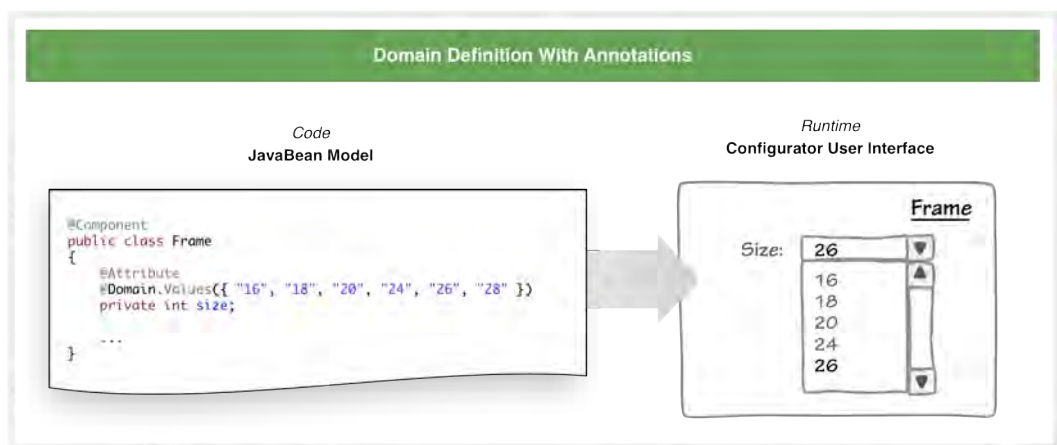 Domain Definition With Annotations
Code
JavaBean Model
@Component
public class Frame
{
@Attribute
@Domain.Values({ "16", "18", "20", "24", "26", "28" })
private int size;
...
}
Runtime
Configurator User Interface
Frame
Size: 26
16
18
20
24
26